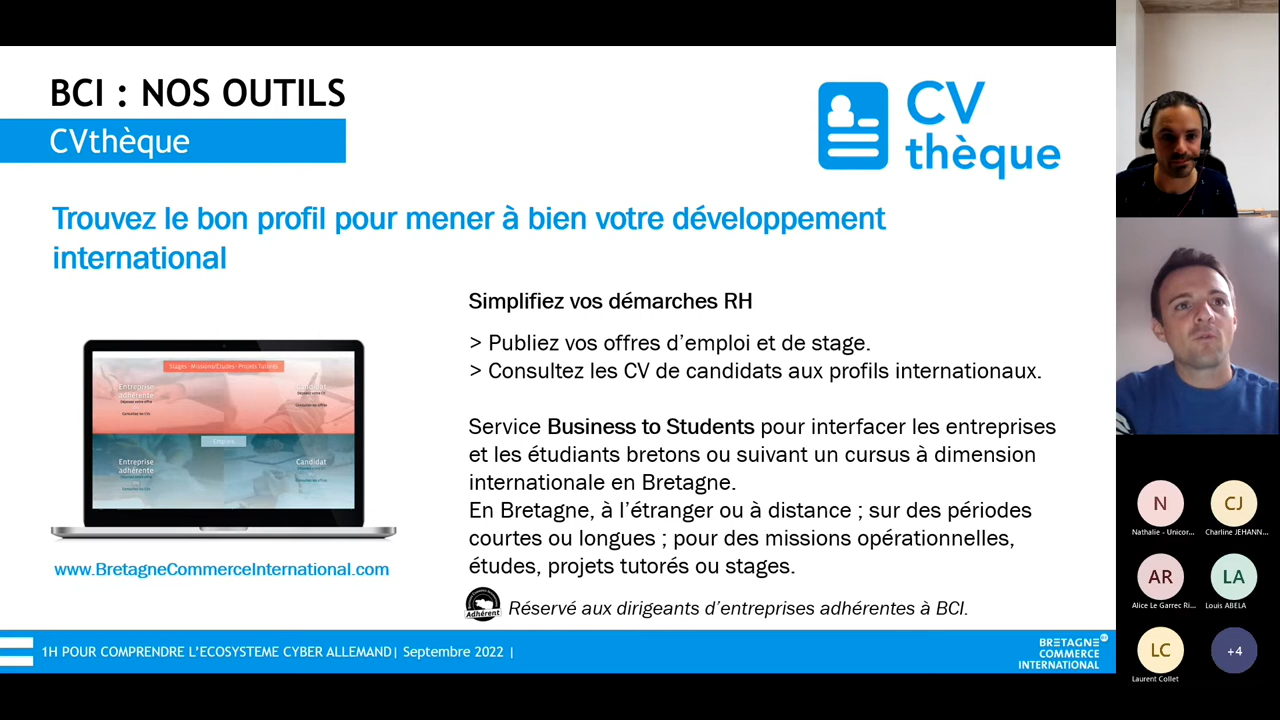 BCI : NOS OUTILS
CVthèque
CV
thèque
Trouvez le bon profil pour mener à bien votre développement
international
Simplifiez vos démarches RH
> Publiez vos offres d’emploi et de stage.
> Consultez les CV de candidats aux profils internationaux.
Service Business to Students pour interfacer les entreprises
et les étudiants bretons ou suivant un cursus à dimension
internationale en Bretagne.
En Bretagne, à l’étranger ou à distance ; sur des périodes
courtes ou longues ; pour des missions opérationnelles,
études, projets tutorés ou stages.
Adhérent
Réservé aux dirigeants d’entreprises adhérentes à BCI.
Stages - Missions/Etudes - Projets Tutorés
Entreprise
adhérente
Candidat
Emplois
Entreprise
adhérente
Candidat
www.BretagneCommerceInternational.com
1H POUR COMPRENDRE L’ECOSYSTEME CYBER ALLEMAND| Septembre 2022 |
BRETAGNE
COMMERCE
INTERNATIONAL
N
CJ
Nathalie - Unicor...
Charline JEHANN...
AR
LA
Alice Le Garrec Ri...
Louis ABELA
LC
+4
Laurent Collet